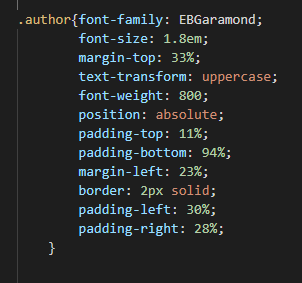 .author{font-family: EBGaramond;
font-size: 1.8em;
margin-top: 33%;
text-transform: uppercase;
font-weight: 800;
position: absolute;
padding-top: 11%;
padding-bottom: 94%;
margin-left: 23%;
border: 2px solid;
padding-left: 30%;
padding-right: 28%;
}